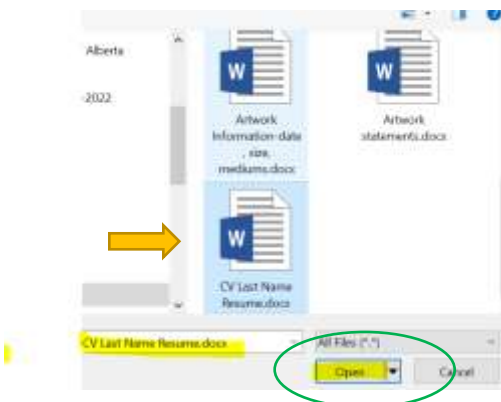 Alberta
-2022
Artwork
Information-date
, size,
mediums.docx
Artwork
statements.docx
CV Last Name
Resume.docx
CV Last Name Resume.docx
All Files (*.*)
Open
Cancel